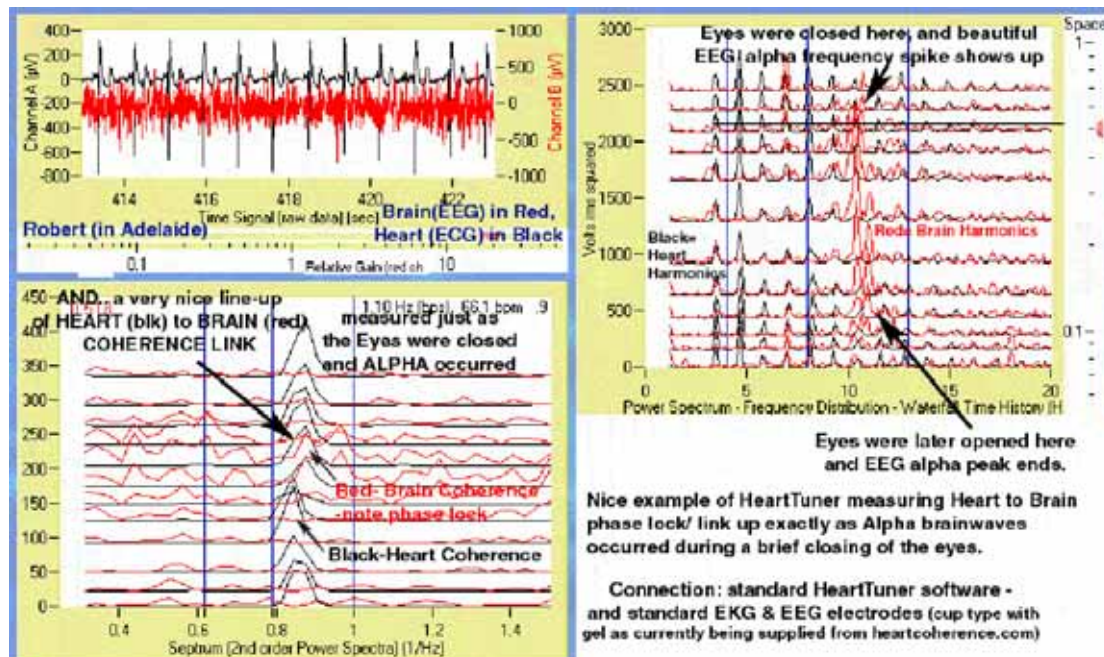 400
200
0
-200
-400
-600
-800
Channel A (µV)
1000
500
0
-500
-1000
Channel B (µV)
414 416 418 420 422
Time Signal (raw data) (sec)
Brain(EEG) in Red,
Heart (ECG) in Black
Robert (in Adelaide)
0.1 1 10
Relative Gain (red ch
AND.. a very nice line-up
of HEART (blk) to BRAIN (red)
COHERENCE LINK
1.10 Hz (bps), 66.1 bpm .9
measured just as
the Eyes were closed
and ALPHA occurred
450
400
350
300
250
200
150
100
50
0
Red- Brain Coherence
-note phase lock
Black-Heart Coherence
0.4 0.6 0.8 1 1.2 1.4
Septrum (2nd order Power Spectra) (1/Hz)
Eyes were closed here, and beautiful
EEG alpha frequency spike shows up
Space
1
0.1
3000
2500
2000
1500
1000
500
0
Volts rms squared
Black=
Heart
Harmonics
Red= Brain Harmonics
0 5 10 15 20
Power Spectrum - Frequency Distribution - Waterfall Time History (H
Eyes were later opened here
and EEG alpha peak ends.
Nice example of HeartTuner measuring Heart to Brain
phase lock/ link up exactly as Alpha brainwaves
occurred during a brief closing of the eyes.
Connection: standard HeartTuner software -
and standard EKG & EEG electrodes (cup type with
gel as currently being supplied from heartcoherence.com)